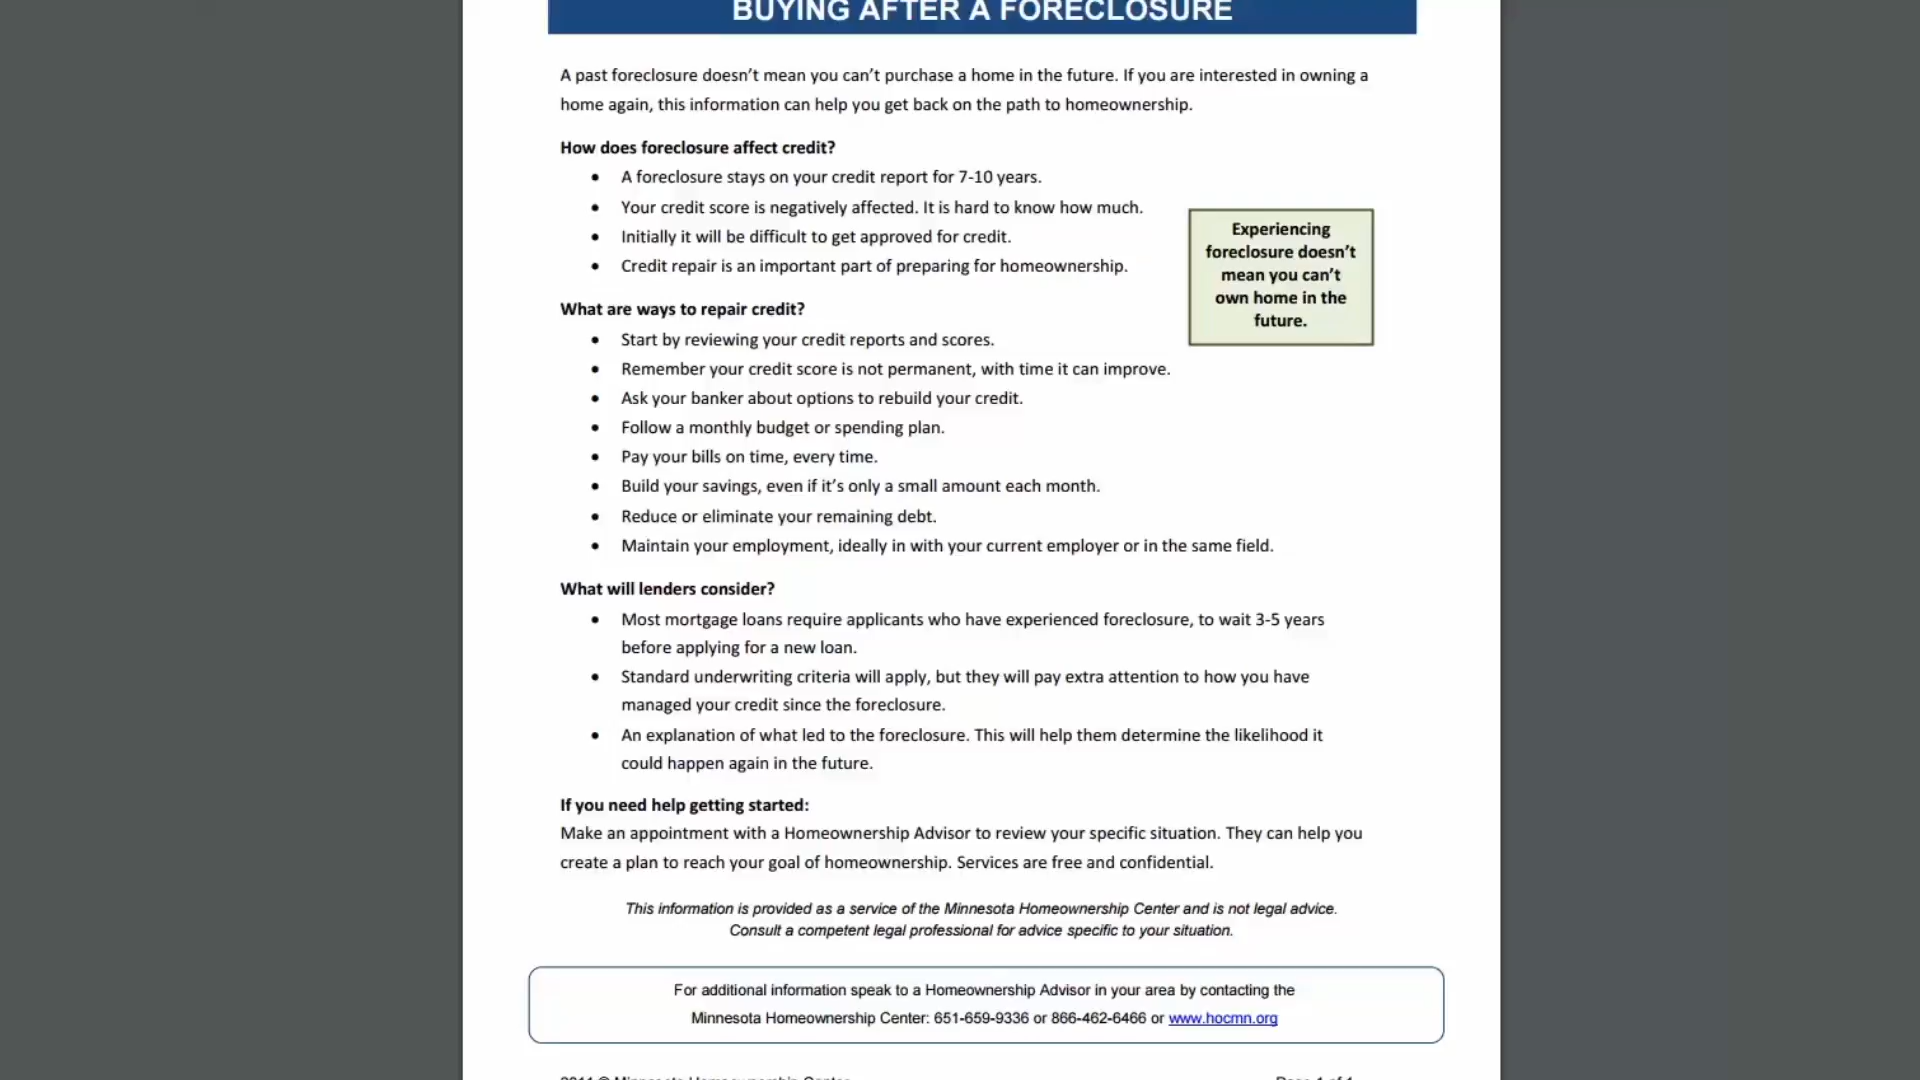 BUYING AFTER A FORECLOSURE
A past foreclosure doesn't mean you can't purchase a home in the future. If you are interested in owning a
home again, this information can help you get back on the path to homeownership.
How does foreclosure affect credit?
• A foreclosure stays on your credit report for 7-10 years.
• Your credit score is negatively affected. It is hard to know how much.
• Initially it will be difficult to get approved for credit.
• Credit repair is an important part of preparing for homeownership.
Experiencing
foreclosure doesn't
mean you can't
own home in the
future.
What are ways to repair credit?
• Start by reviewing your credit reports and scores.
• Remember your credit score is not permanent, with time it can improve.
• Ask your banker about options to rebuild your credit.
• Follow a monthly budget or spending plan.
• Pay your bills on time, every time.
• Build your savings, even if it's only a small amount each month.
• Reduce or eliminate your remaining debt.
• Maintain your employment, ideally in with your current employer or in the same field.
What will lenders consider?
• Most mortgage loans require applicants who have experienced foreclosure, to wait 3-5 years
before applying for a new loan.
• Standard underwriting criteria will apply, but they will pay extra attention to how you have
managed your credit since the foreclosure.
• An explanation of what led to the foreclosure. This will help them determine the likelihood it
could happen again in the future.
If you need help getting started:
Make an appointment with a Homeownership Advisor to review your specific situation. They can help you
create a plan to reach your goal of homeownership. Services are free and confidential.
This information is provided as a service of the Minnesota Homeownership Center and is not legal advice.
Consult a competent legal professional for advice specific to your situation.
For additional information speak to a Homeownership Advisor in your area by contacting the
Minnesota Homeownership Center: 651-659-9336 or 866-462-6466 or www.hocmn.org